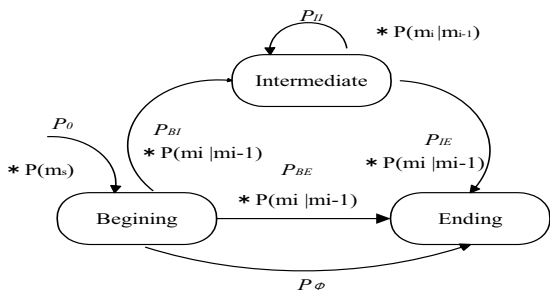 P_II
* P(m_i|m_{i-1})
Intermediate
P_0
* P(m_s)
P_BI
* P(mi |mi-1)
P_IE
* P(mi |mi-1)
P_BE
* P(mi |mi-1)
Begining
Ending
P_Φ